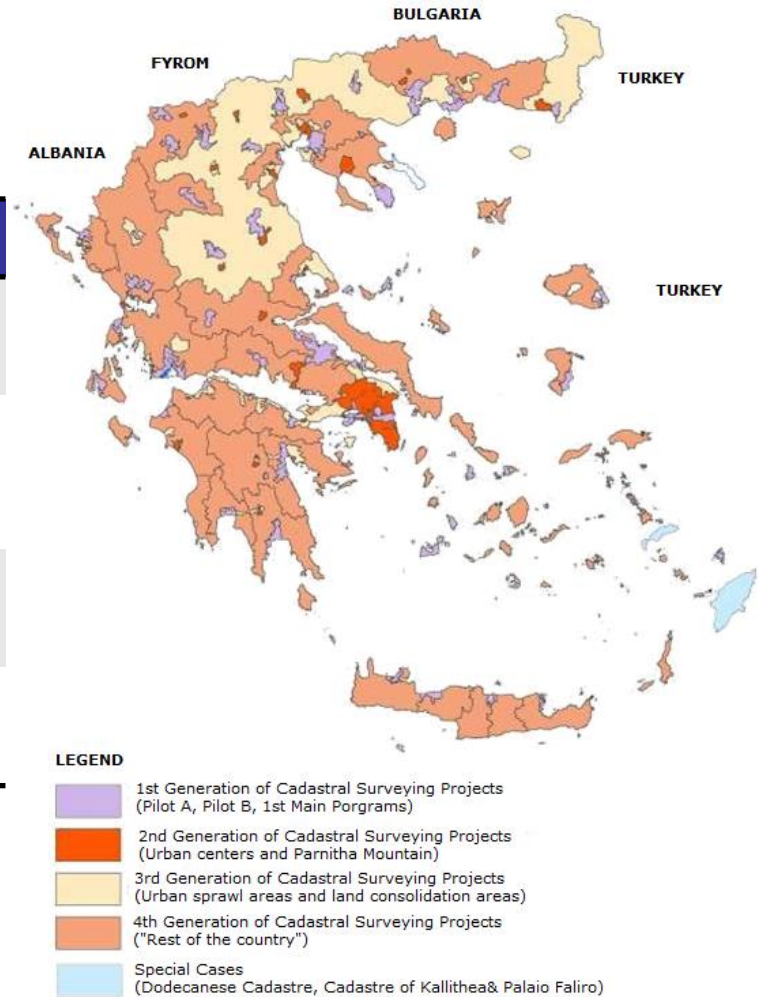 BULGARIA
FYROM
TURKEY
ALBANIA
TURKEY
LEGEND
1st Generation of Cadastral Surveying Projects
(Pilot A, Pilot B, 1st Main Porgrams)
2nd Generation of Cadastral Surveying Projects
(Urban centers and Parnitha Mountain)
3rd Generation of Cadastral Surveying Projects
(Urban sprawl areas and land consolidation areas)
4th Generation of Cadastral Surveying Projects
("Rest of the country")
Special Cases
(Dodecanese Cadastre, Cadastre of Kallithea& Palaio Faliro)